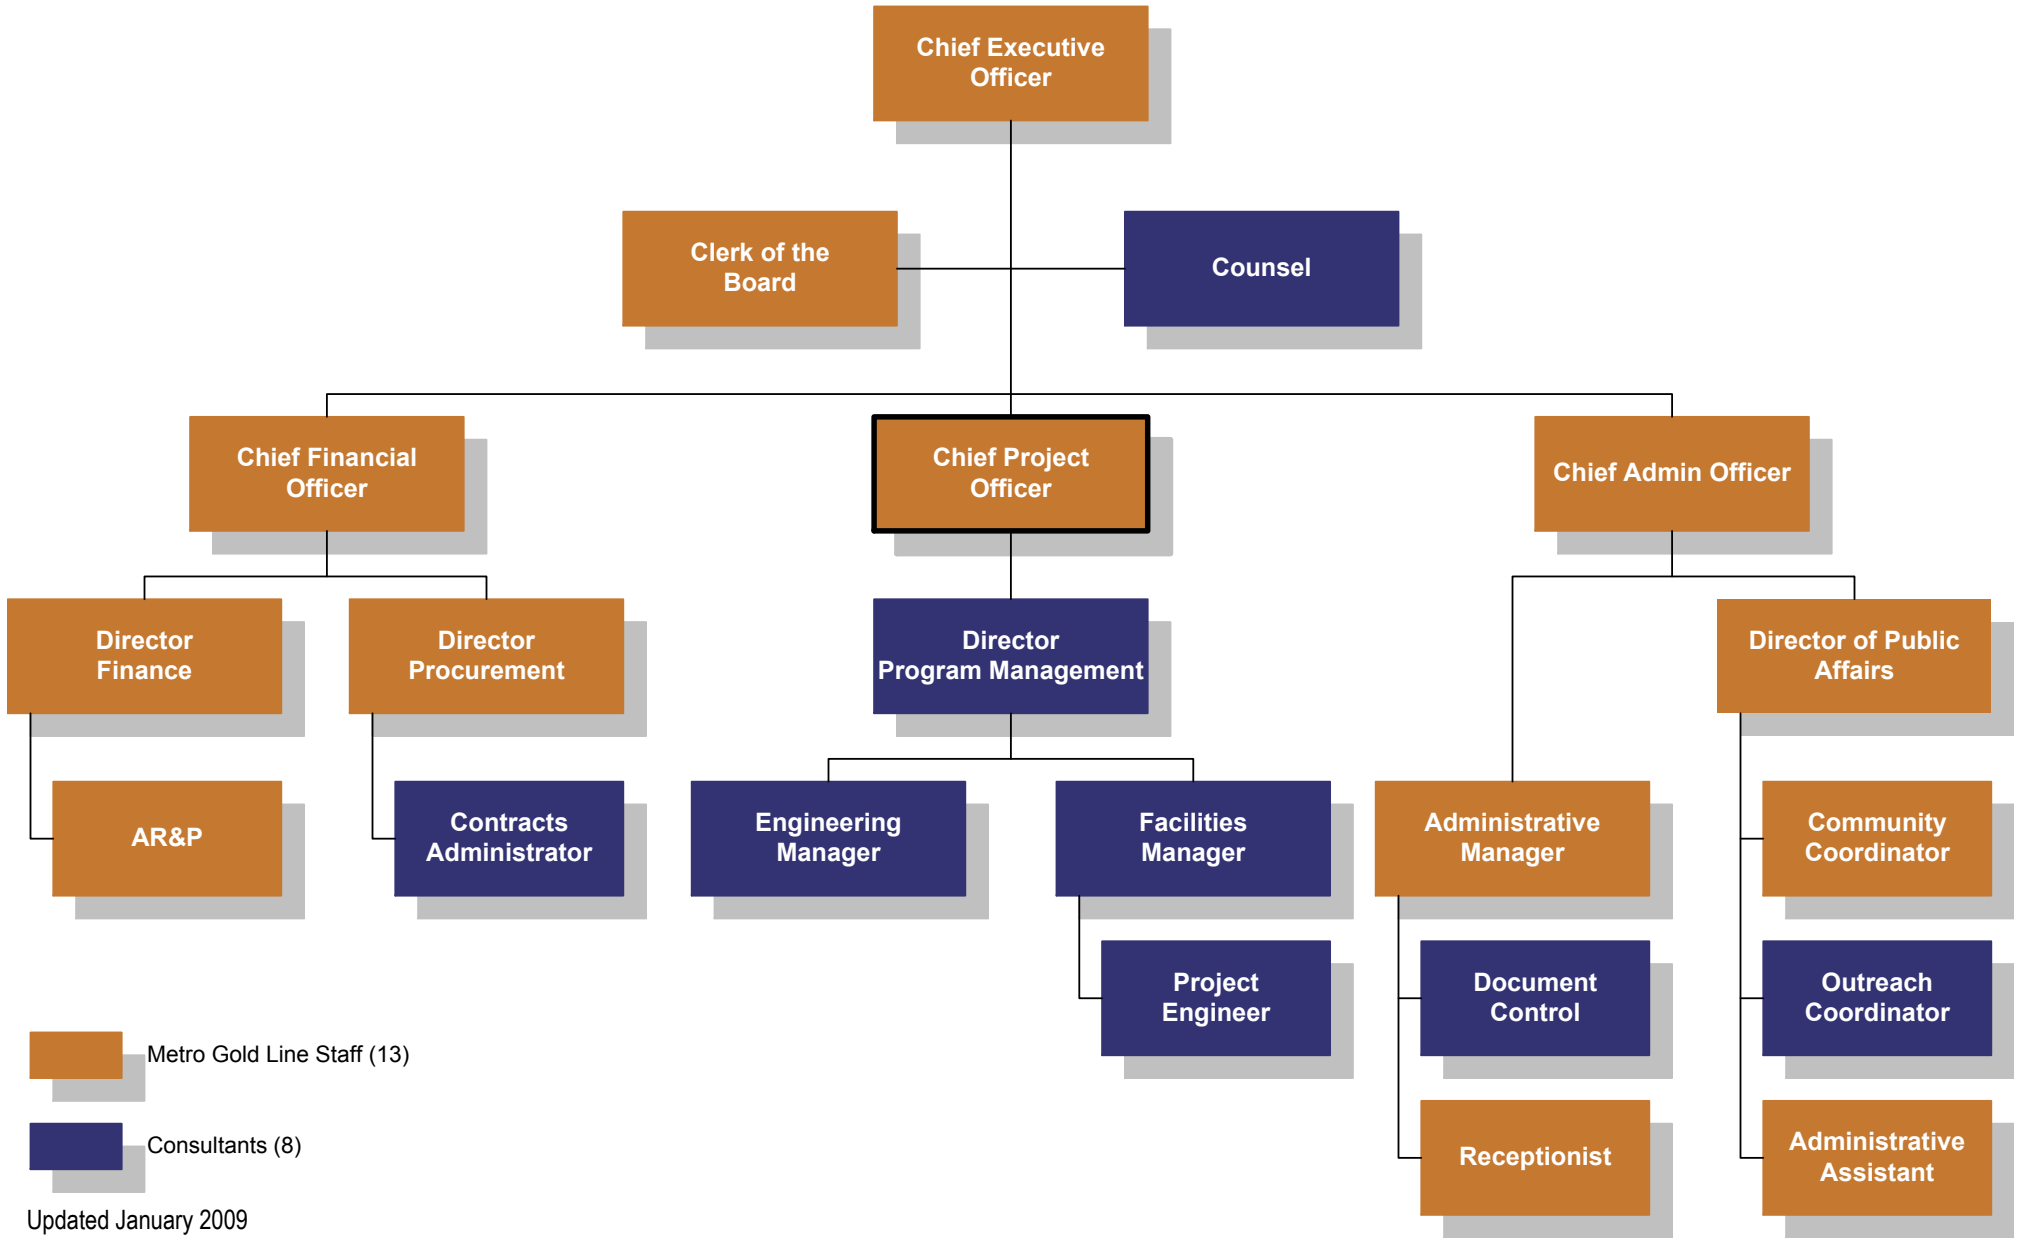 Chief Executive
Officer
Clerk of the
Board
Counsel
Chief Financial
Officer
Chief Project
Officer
Chief Admin Officer
Director
Finance
Director
Procurement
Director
Program Management
Director of Public
Affairs
AR&P
Contracts
Administrator
Engineering
Manager
Facilities
Manager
Administrative
Manager
Community
Coordinator
Project
Engineer
Document
Control
Outreach
Coordinator
Receptionist
Administrative
Assistant
Metro Gold Line Staff (13)
Consultants (8)
Updated January 2009